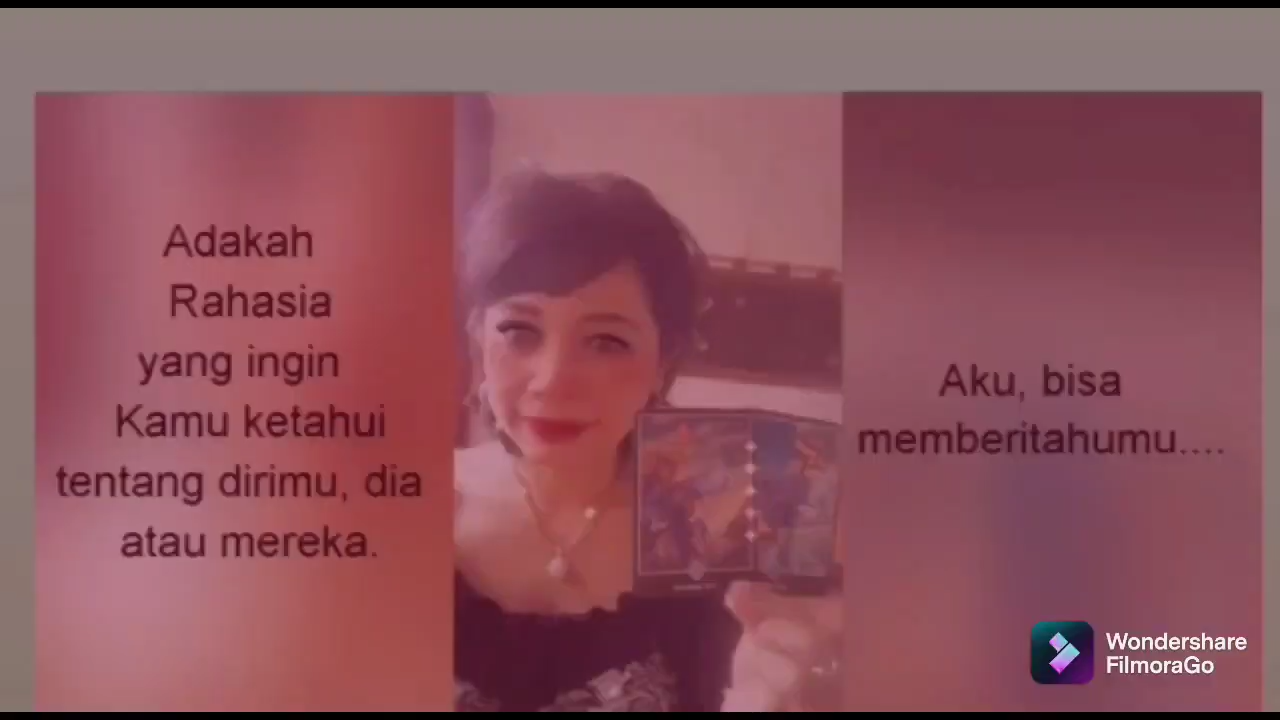 Adakah
Rahasia
yang ingin
Kamu ketahui
tentang dirimu, dia
atau mereka.
Aku, bisa
memberitahumu....
Wondershare
FilmoraGo